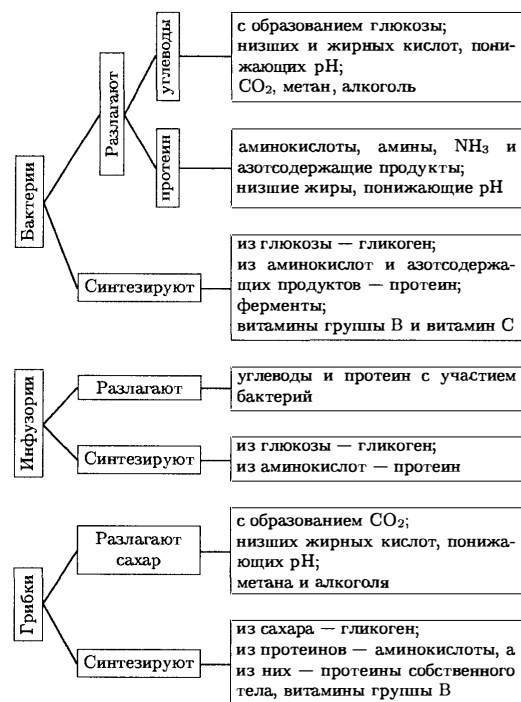 Бактерии
Разлагают
углеводы
с образованием глюкозы;
низших и жирных кислот, пони-
жающих pH;
CO₂, метан, алкоголь
протеин
аминокислоты, амины, NH₃ и
азотсодержащие продукты;
низшие жиры, понижающие pH
Синтезируют
из глюкозы — гликоген;
из аминокислот и азотсодержа-
щих продуктов — протеин;
ферменты;
витамины группы В и витамин С
Инфузории
Разлагают
углеводы и протеин с участием
бактерий
Синтезируют
из глюкозы — гликоген;
из аминокислот — протеин
Грибки
Разлагают
сахар
с образованием CO₂;
низших жирных кислот, понижа-
ющих pH;
метана и алкоголя
Синтезируют
из сахара — гликоген;
из протеинов — аминокислоты, а
из них — протеины собственного
тела, витамины группы В